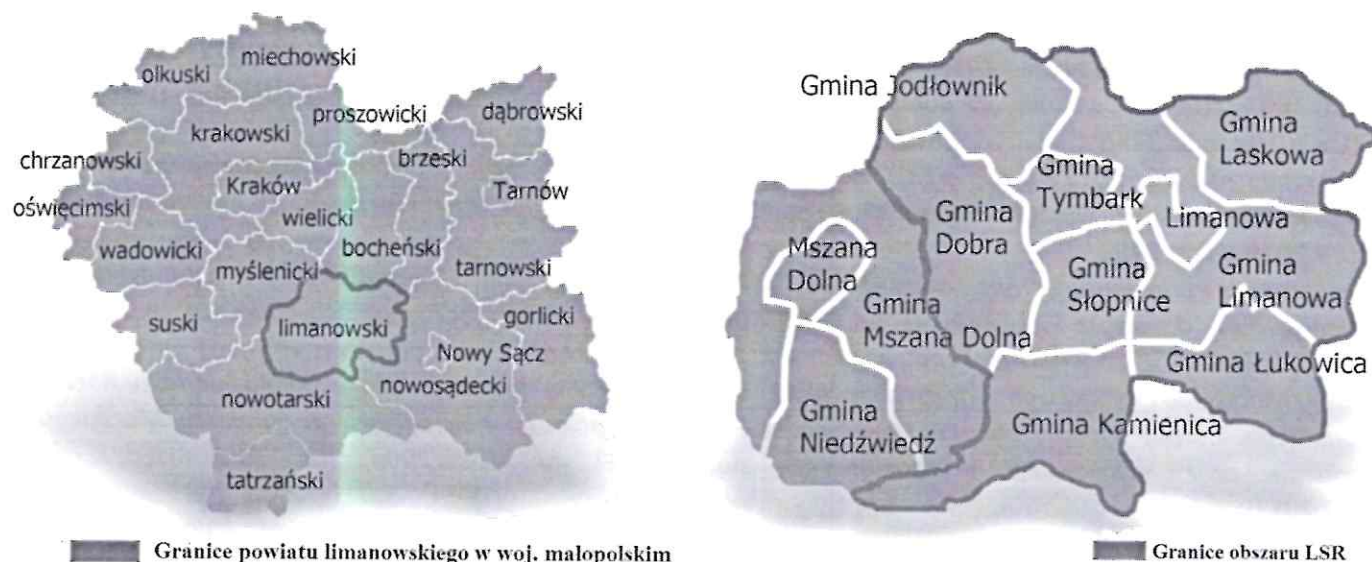 miechowski
olkuski
proszowicki
dąbrowski
krakowski
brzeski
chrzanowski
Kraków
Tarnów
oświęcimski
wielicki
wadowicki
bocheński
myślenicki
tarnowski
suski
limanowski
gorlicki
Nowy Sącz
nowosądecki
nowotarski
tatrzański
Granice powiatu limanowskiego w woj. małopolskim
Gmina Jodłownik
Gmina
Laskowa
Gmina
Tymbark
Limanowa
Gmina
Dobra
Mszana
Dolna
Gmina
Słopnice
Gmina
Limanowa
Gmina
Mszana Dolna
Gmina Łukowica
Gmina
Niedźwiedź
Gmina Kamienica
Granice obszaru LSR